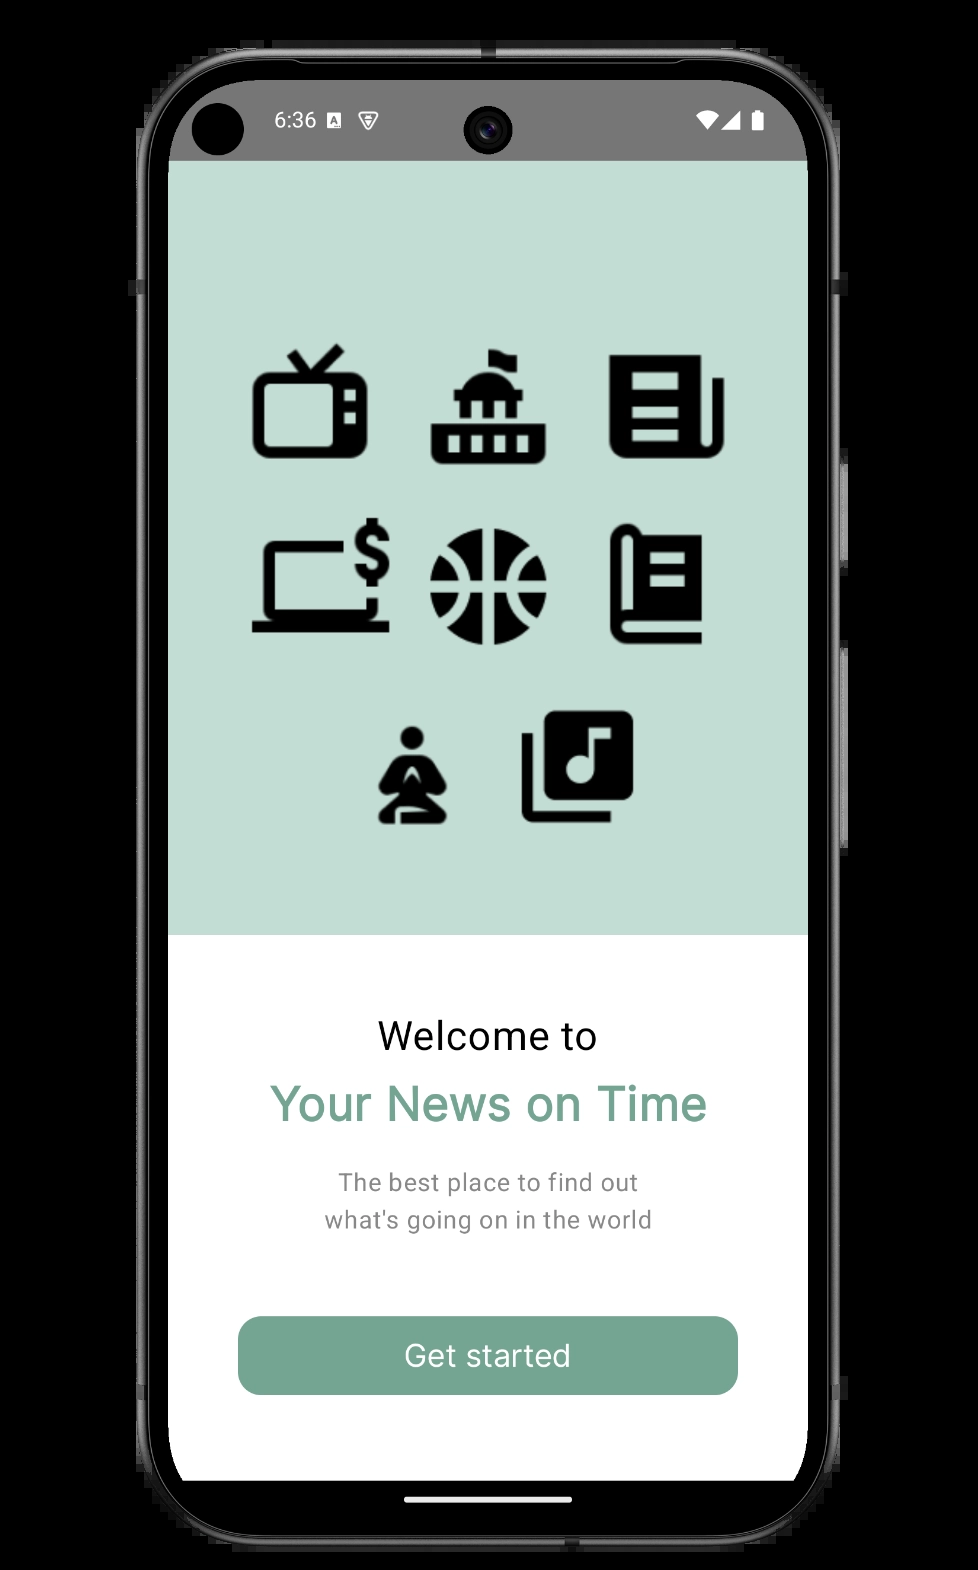 6:36 A
$
Welcome to
Your News on Time
The best place to find out
what's going on in the world
Get started